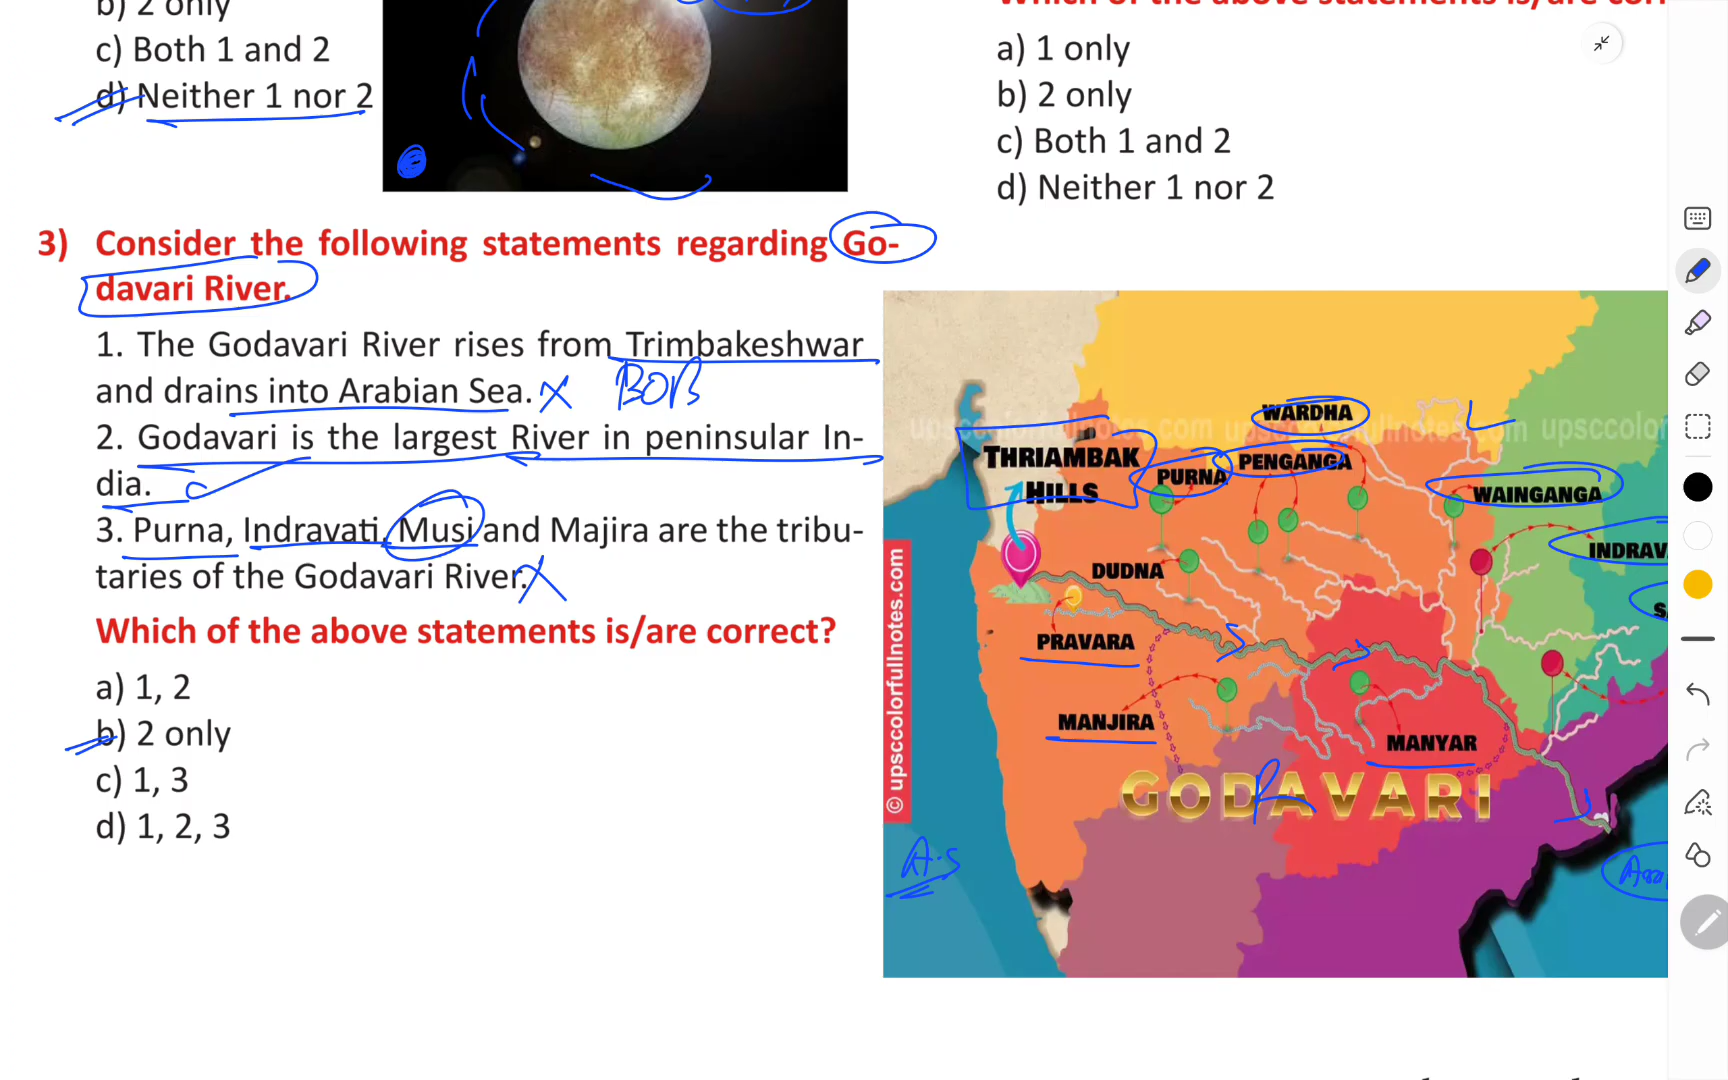 b) 2 only
c) Both 1 and 2
d) Neither 1 nor 2
a) 1 only
b) 2 only
c) Both 1 and 2
d) Neither 1 nor 2
3) Consider the following statements regarding Go-
davari River.
1. The Godavari River rises from Trimbakeshwar
and drains into Arabian Sea. X BOB
2. Godavari is the largest River in peninsular In-
dia.
3. Purna, Indravati, Musi and Majira are the tribu-
taries of the Godavari River. X
Which of the above statements is/are correct?
a) 1, 2
b) 2 only
c) 1, 3
d) 1, 2, 3
WARDHA
THRIAMBAK
HILLS
PURNA
PENGANGA
WAINGANGA
INDRAV
DUDNA
PRAVARA
MANJIRA
MANYAR
GODAVARI
A.S
© upsccolorfullnotes.com